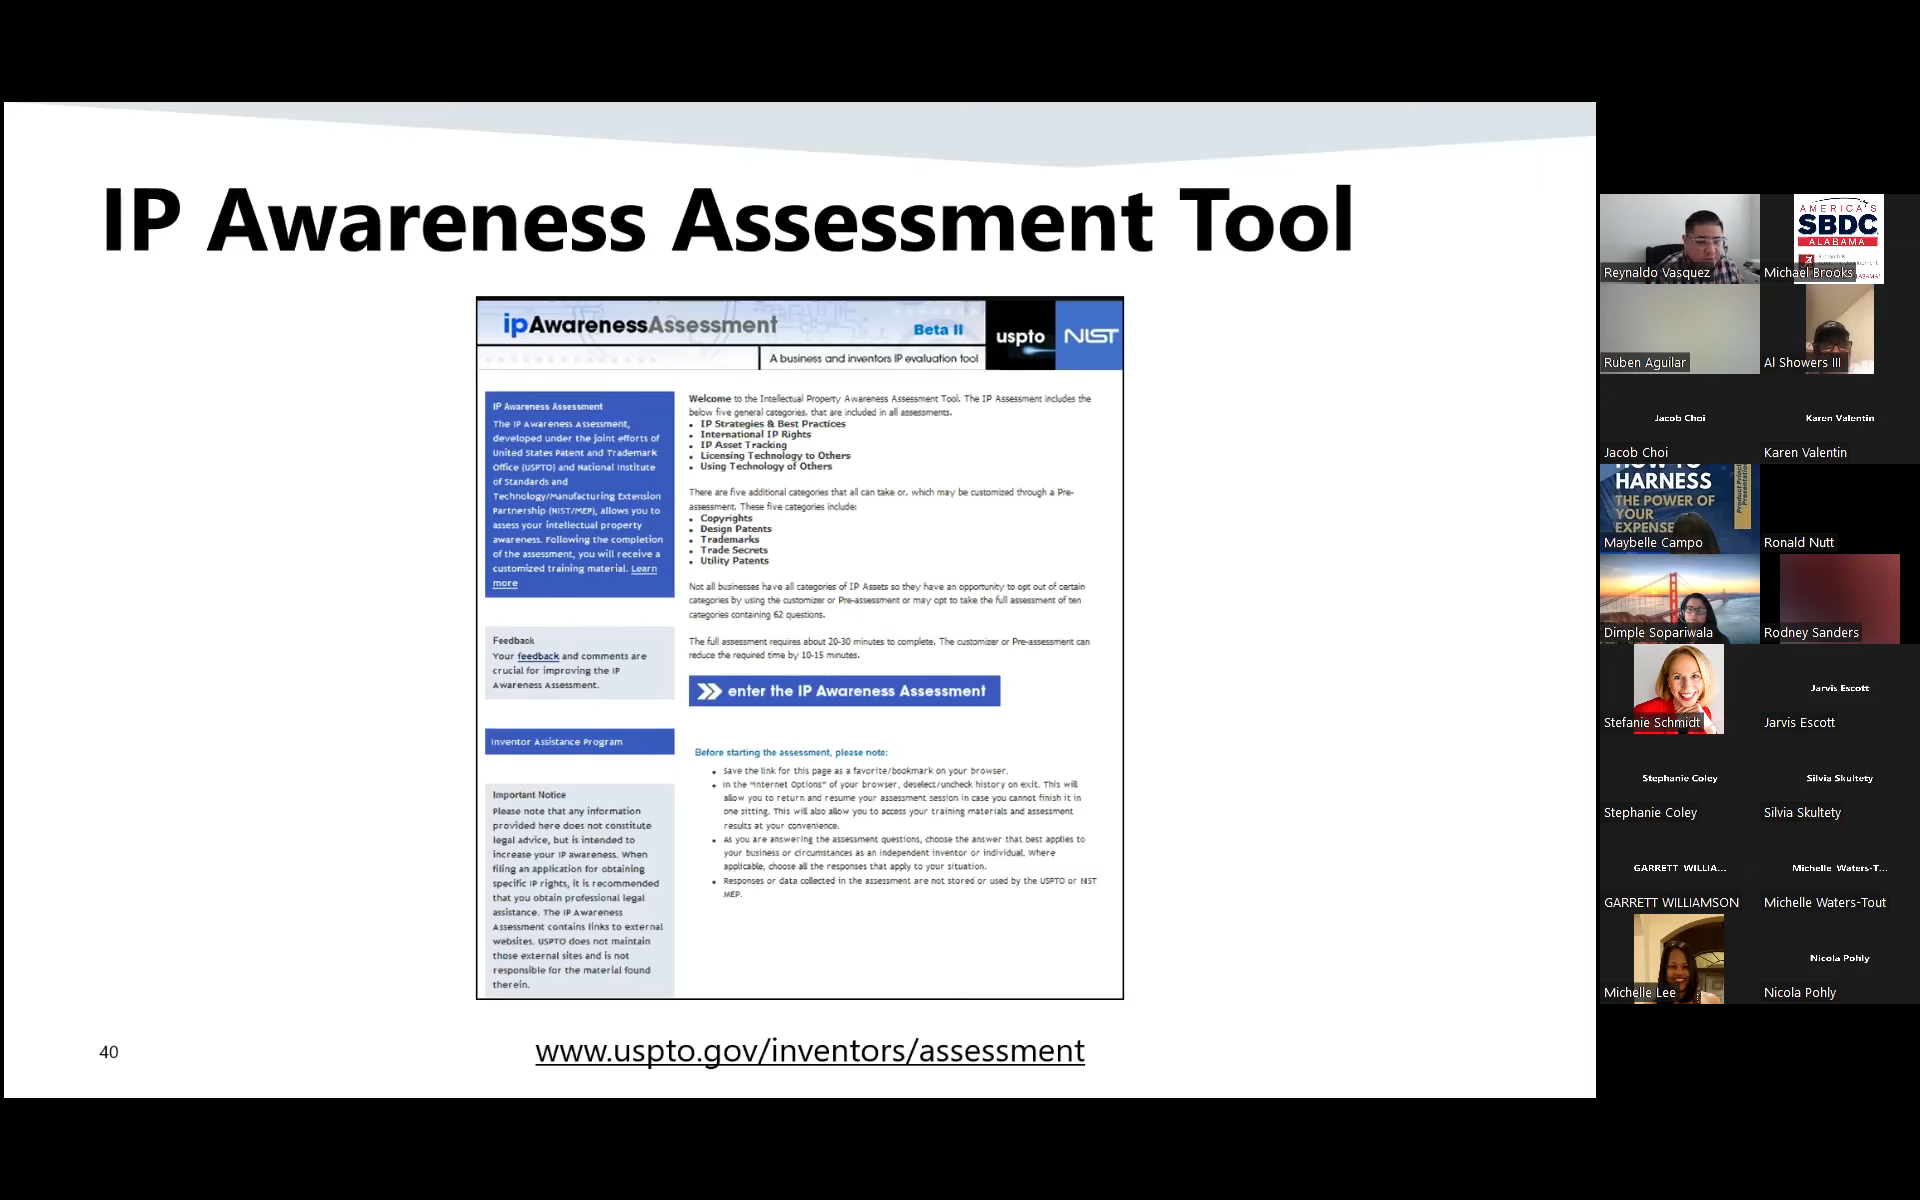 IP Awareness Assessment Tool
ipAwarenessAssessment
Beta II
uspto
NIST
A business and inventors IP evaluation tool
IP Awareness Assessment
The IP Awareness Assessment,
developed under the joint efforts of
United States Patent and Trademark
Office (USPTO) and National Institute
of Standards and
Technology/Manufacturing Extension
Partnership (NIST/MEP), allows you to
assess your intellectual property
awareness. Following the completion
of the assessment, you will receive a
customized training material. Learn
more
Feedback
Your feedback and comments are
crucial for improving the IP
Awareness Assessment.
Inventor Assistance Program
Important Notice
Please note that any information
provided here does not constitute
legal advice, but is intended to
increase your IP awareness. When
filing an application for obtaining
specific IP rights, it is recommended
that you obtain professional legal
assistance. The IP Awareness
Assessment contains links to external
websites. USPTO does not maintain
those external sites and is not
responsible for the material found
therein.
Welcome to the Intellectual Property Awareness Assessment Tool. The IP Assessment includes the
below five general categories, that are included in all assessments.
• IP Strategies & Best Practices
• International IP Rights
• IP Asset Tracking
• Licensing Technology to Others
• Using Technology of Others
There are five additional categories that all can take or, which may be customized through a Pre-
assessment. These five categories include:
• Copyrights
• Design Patents
• Trademarks
• Trade Secrets
• Utility Patents
Not all businesses have all categories of IP Assets so they have an opportunity to opt out of certain
categories by using the customizer or Pre-assessment or may opt to take the full assessment of ten
categories containing 62 questions.
The full assessment requires about 20-30 minutes to complete. The customizer or Pre-assessment can
reduce the required time by 10-15 minutes.
enter the IP Awareness Assessment
Before starting the assessment, please note:
• Save the link for this page as a favorite/bookmark on your browser.
• In the "Internet Options" of your browser, deselect/uncheck history on exit. This will
allow you to return and resume your assessment session in case you cannot finish it in
one sitting. This will also allow you to access your training materials and assessment
results at your convenience.
• As you are answering the assessment questions, choose the answer that best applies to
your business or circumstances as an independent inventor or individual. Where
applicable, choose all the responses that apply to your situation.
• Responses or data collected in the assessment are not stored or used by the USPTO or NIST
MEP.
40
www.uspto.gov/inventors/assessment
Reynaldo Vasquez
AMERICA'S
SBDC
ALABAMA
Michael Brooks
Ruben Aguilar
Al Showers III
Jacob Choi
Jacob Choi
Karen Valentin
Karen Valentin
HOW TO
HARNESS
THE POWER OF
YOUR
EXPENSE
Maybelle Campo
Ronald Nutt
Dimple Sopariwala
Rodney Sanders
Stefanie Schmidt
Jarvis Escott
Jarvis Escott
Stephanie Coley
Stephanie Coley
Silvia Skultety
Silvia Skultety
GARRETT WILLIA...
GARRETT WILLIAMSON
Michelle Waters-T...
Michelle Waters-Tout
Michelle Lee
Nicola Pohly
Nicola Pohly